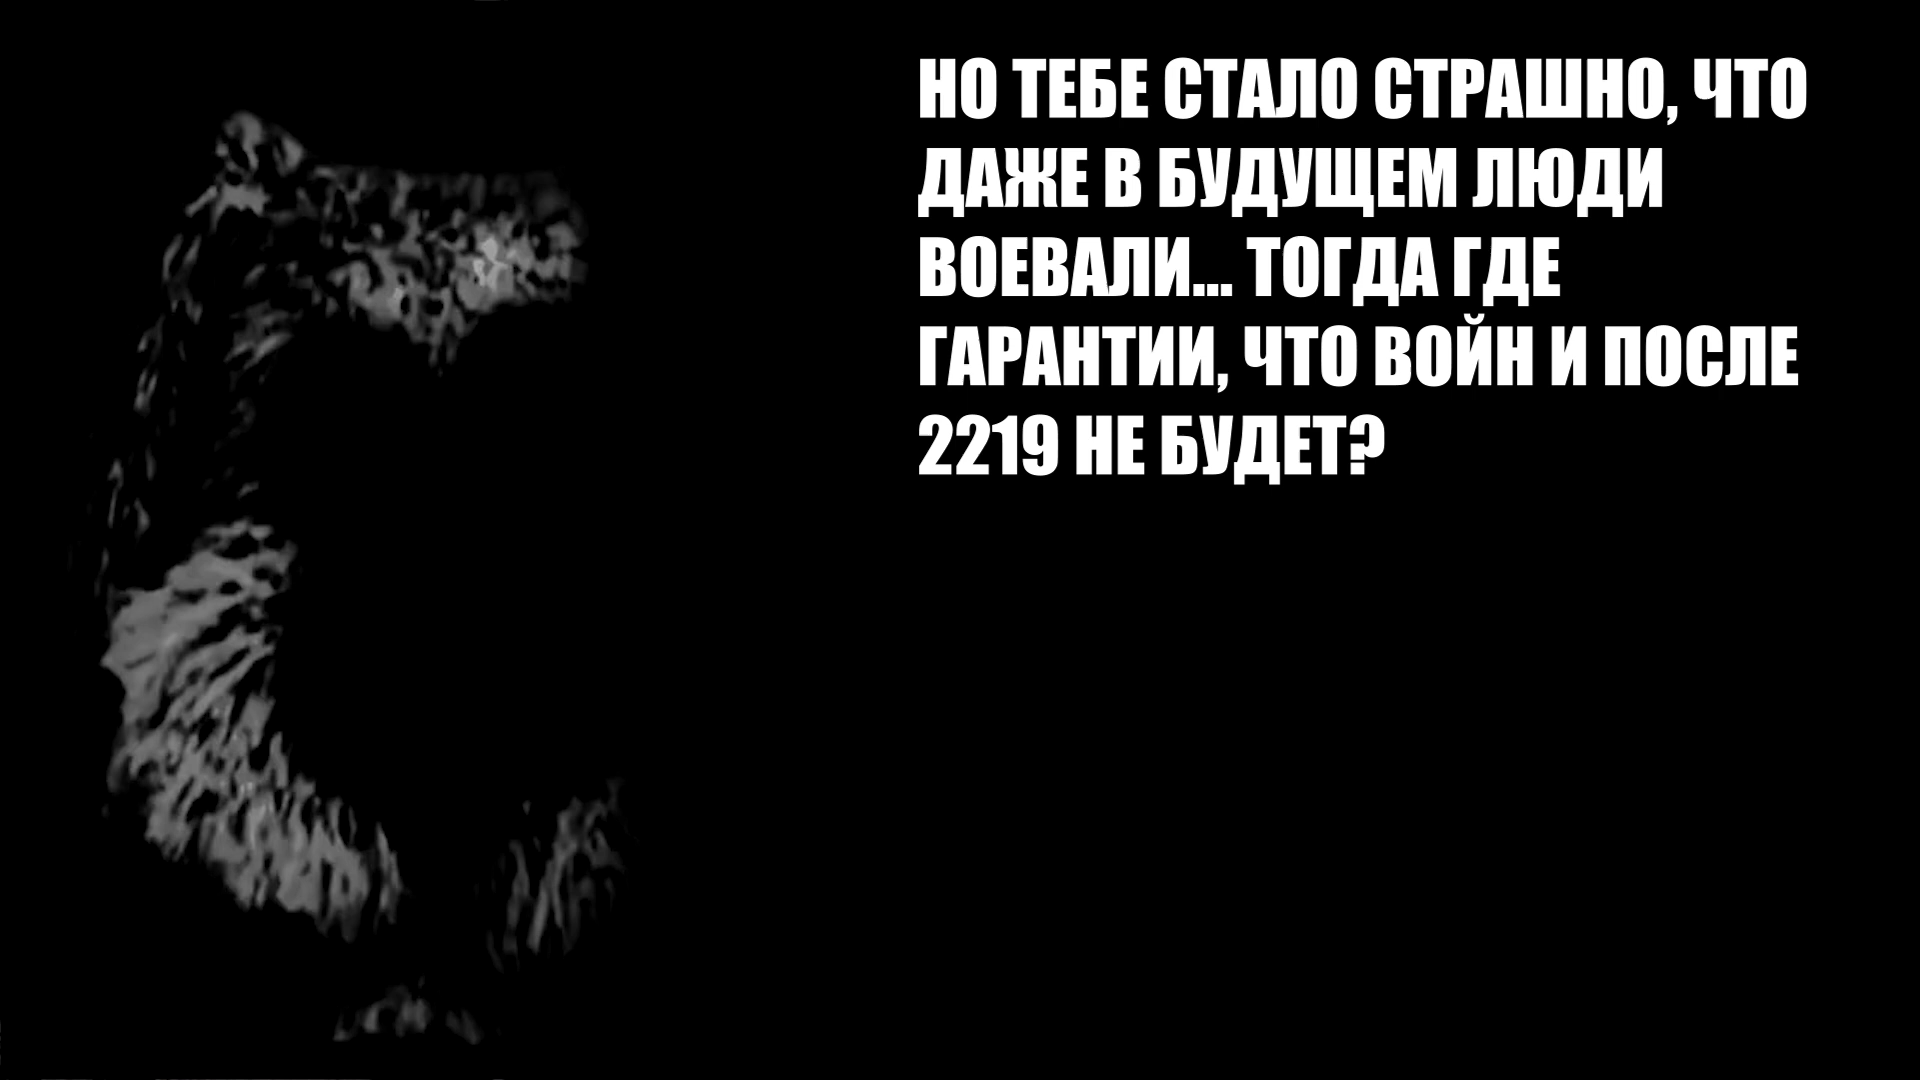 НО ТЕБЕ СТАЛО СТРАШНО, ЧТО
ДАЖЕ В БУДУЩЕМ ЛЮДИ
ВОЕВАЛИ... ТОГДА ГДЕ
ГАРАНТИИ, ЧТО ВОЙН И ПОСЛЕ
2219 НЕ БУДЕТ?